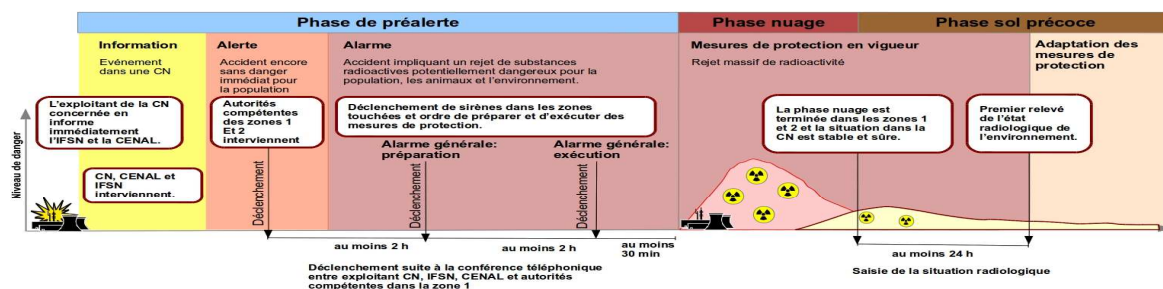 Phase de préalerte
Phase nuage
Phase sol précoce
Information
Evénement
dans une CN
Alerte
Accident encore
sans danger
immédiat pour
la population
Alarme
Accident impliquant un rejet de substances
radioactives potentiellement dangereux pour la
population, les animaux et l'environnement.
Mesures de protection en vigueur
Rejet massif de radioactivité
Adaptation des
mesures de
protection
L'exploitant de la CN
concernée en
informe
immédiatement
l'IFSN et la CENAL.
Autorités
compétentes
des zones 1
Et 2
interviennent
Déclenchement de sirènes dans les zones
touchées et ordre de préparer et d'exécuter des
mesures de protection.
La phase nuage est
terminée dans les zones 1
et 2 et la situation dans la
CN est stable et sûre.
Premier relevé
de l'état
radiologique de
l'environnement.
Alarme générale:
préparation
Alarme générale:
exécution
CN, CENAL et
IFSN
interviennent.
Niveau de danger
Déclenchement
Déclenchement
Déclenchement
au moins 2 h
au moins 2 h
au moins
30 min
au moins 24 h
Déclenchement suite à la conférence téléphonique
entre exploitant CN, IFSN, CENAL et autorités
compétentes dans la zone 1
Saisie de la situation radiologique